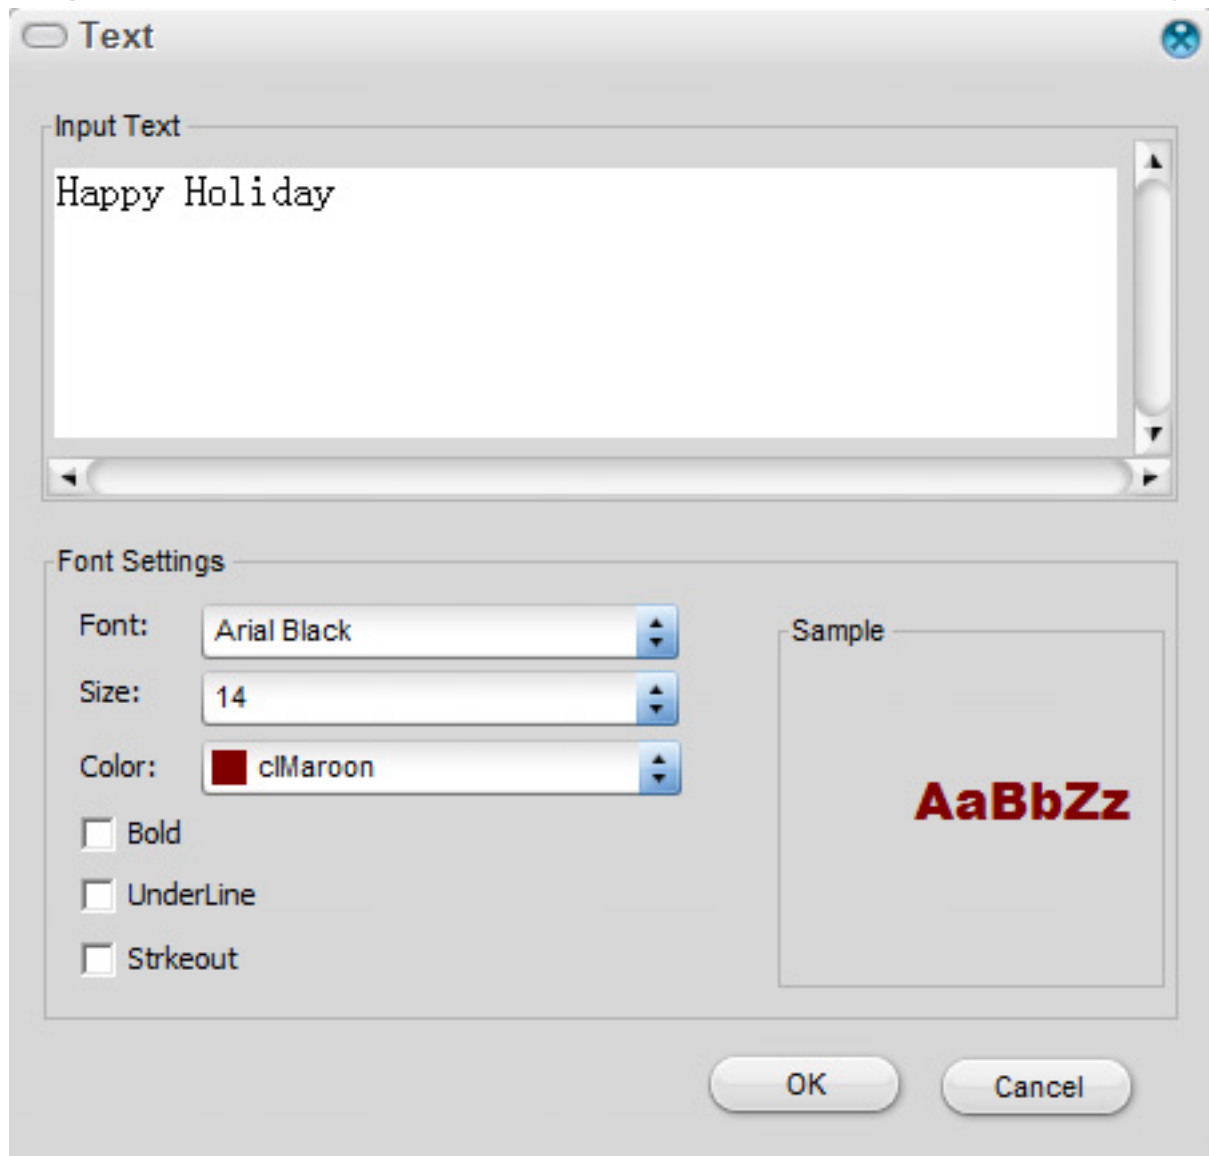 Text
Input Text
Happy Holiday
Font Settings
Font: Arial Black
Size: 14
Color: clMaroon
Bold
UnderLine
Strkeout
Sample
AaBbZz
OK Cancel